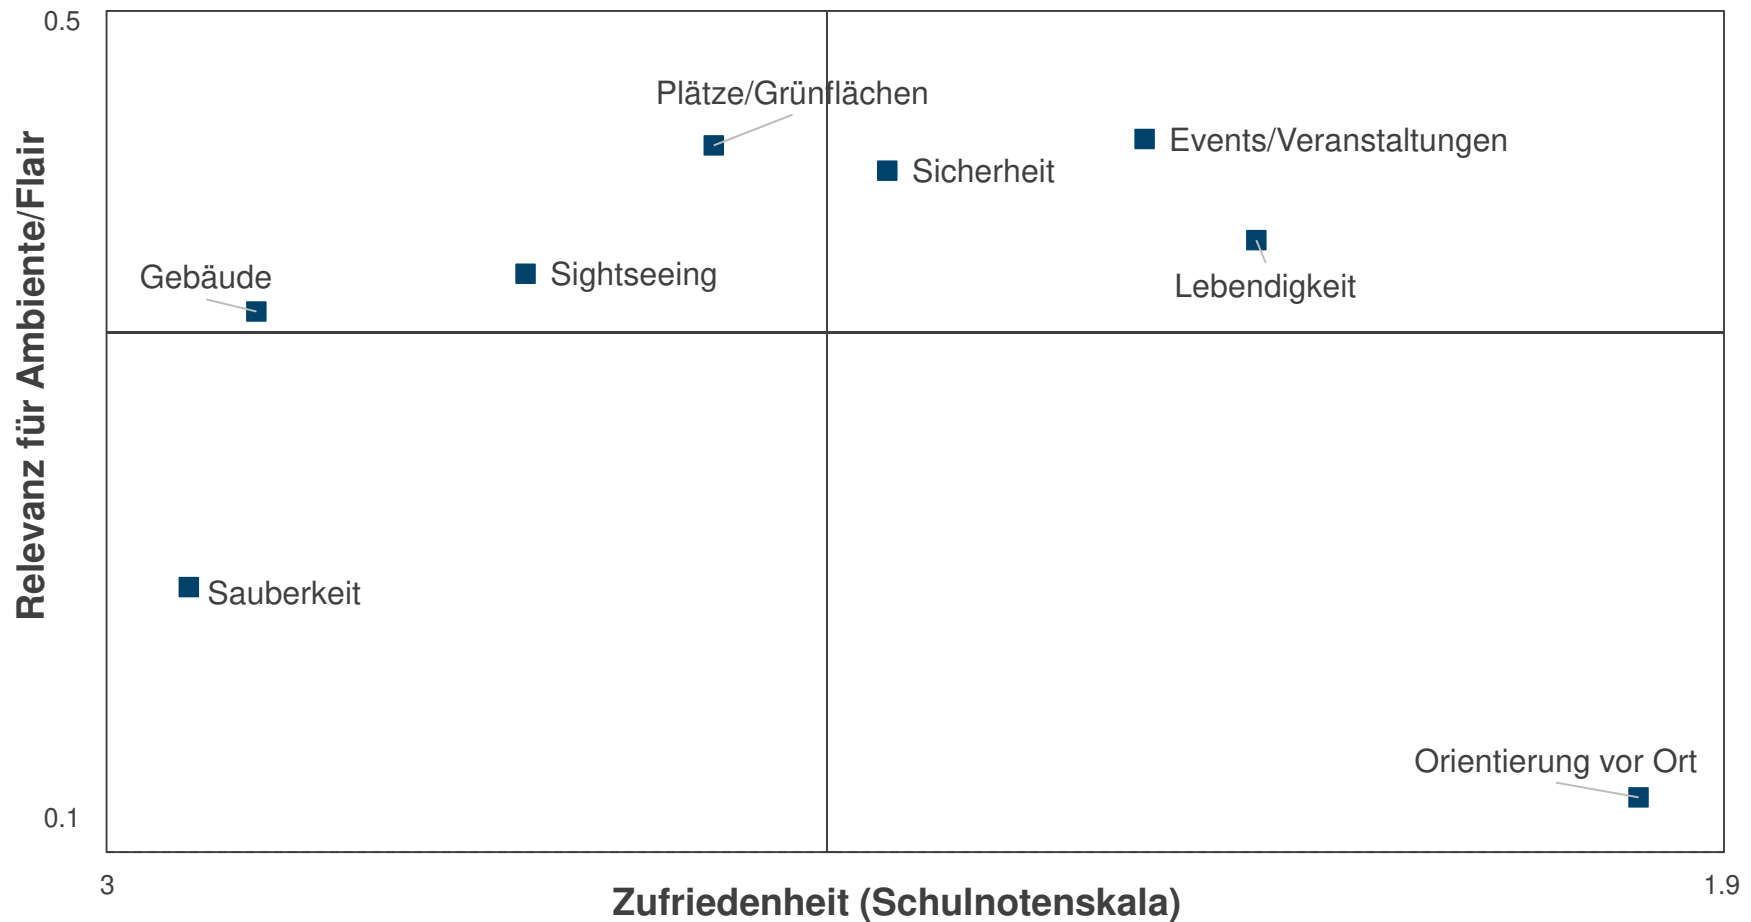 0.5
Plätze/Grünflächen
Events/Veranstaltungen
Sicherheit
Gebäude
Sightseeing
Lebendigkeit
Relevanz für Ambiente/Flair
Sauberkeit
Orientierung vor Ort
0.1
3
Zufriedenheit (Schulnotenskala)
1.9